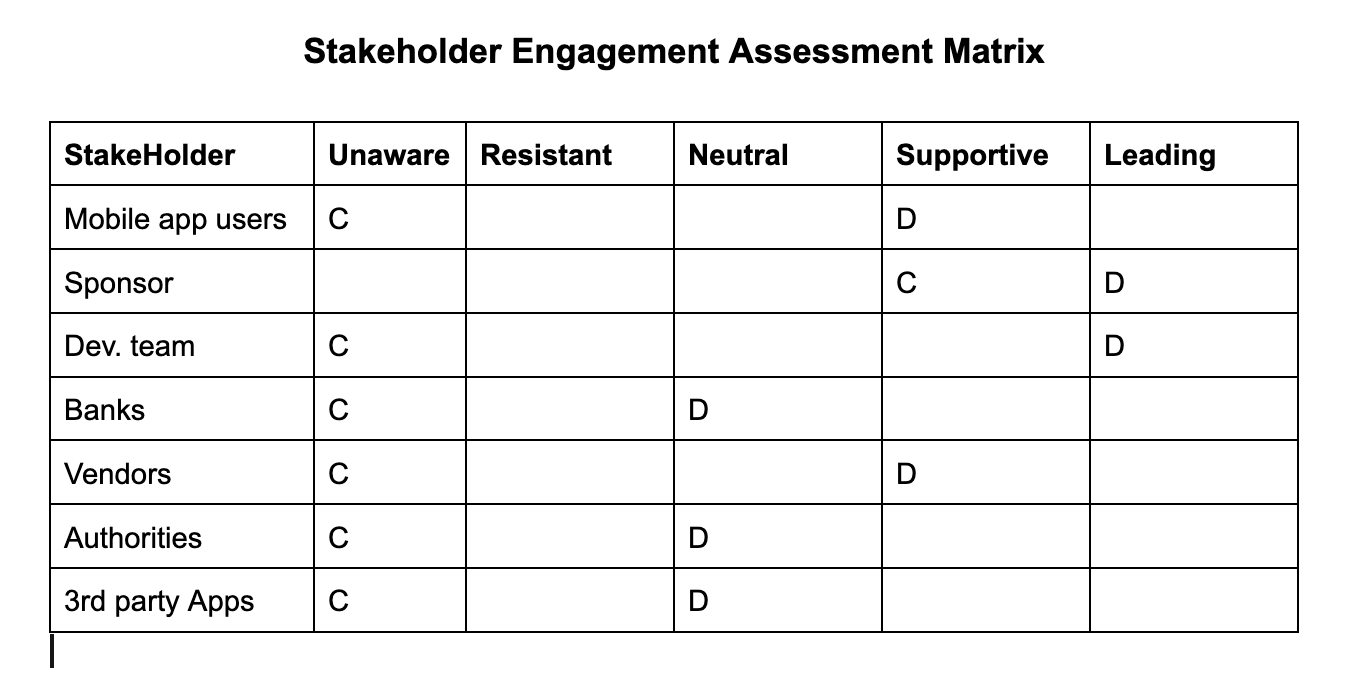 Stakeholder Engagement Assessment Matrix
StakeHolder Unaware Resistant Neutral Supportive Leading
Mobile app users C D
Sponsor C D
Dev. team C D
Banks C D
Vendors C D
Authorities C D
3rd party Apps C D